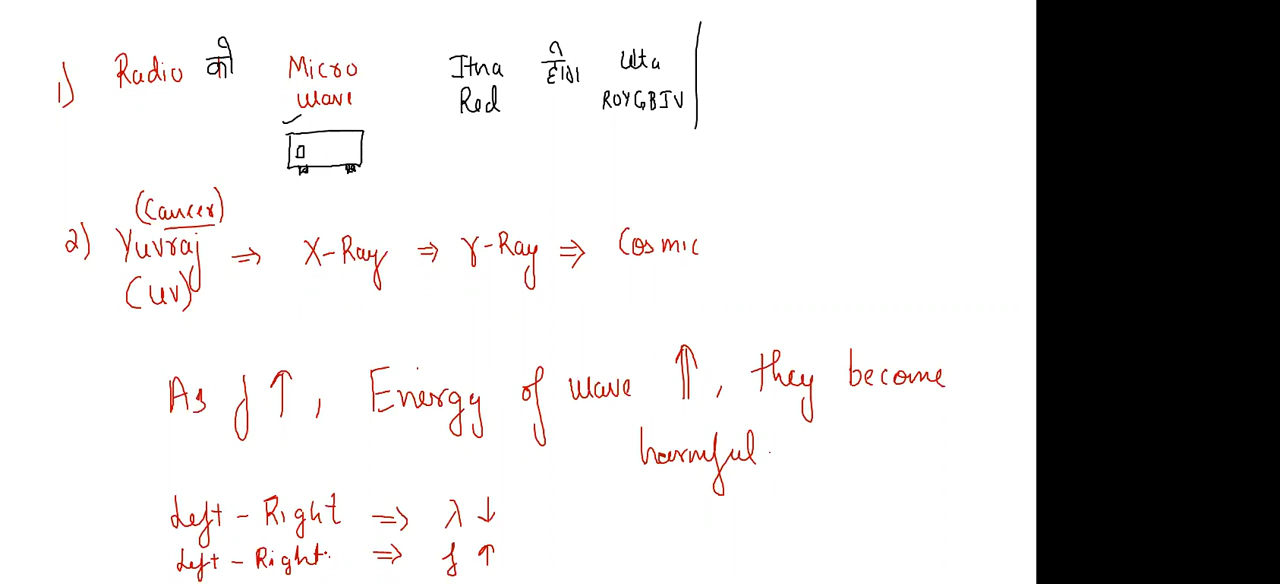 1) Radio को Micro Itna ने होगा Ulta
wave Red ROYGBIV
(Cancer)
2) Yuvraj ⇒ X-Ray ⇒ γ-Ray ⇒ Cosmic
(UV)
As f ↑, Energy of wave ⇑, they become
harmful.
Left - Right ⇒ λ ↓
Left - Right ⇒ f ↑